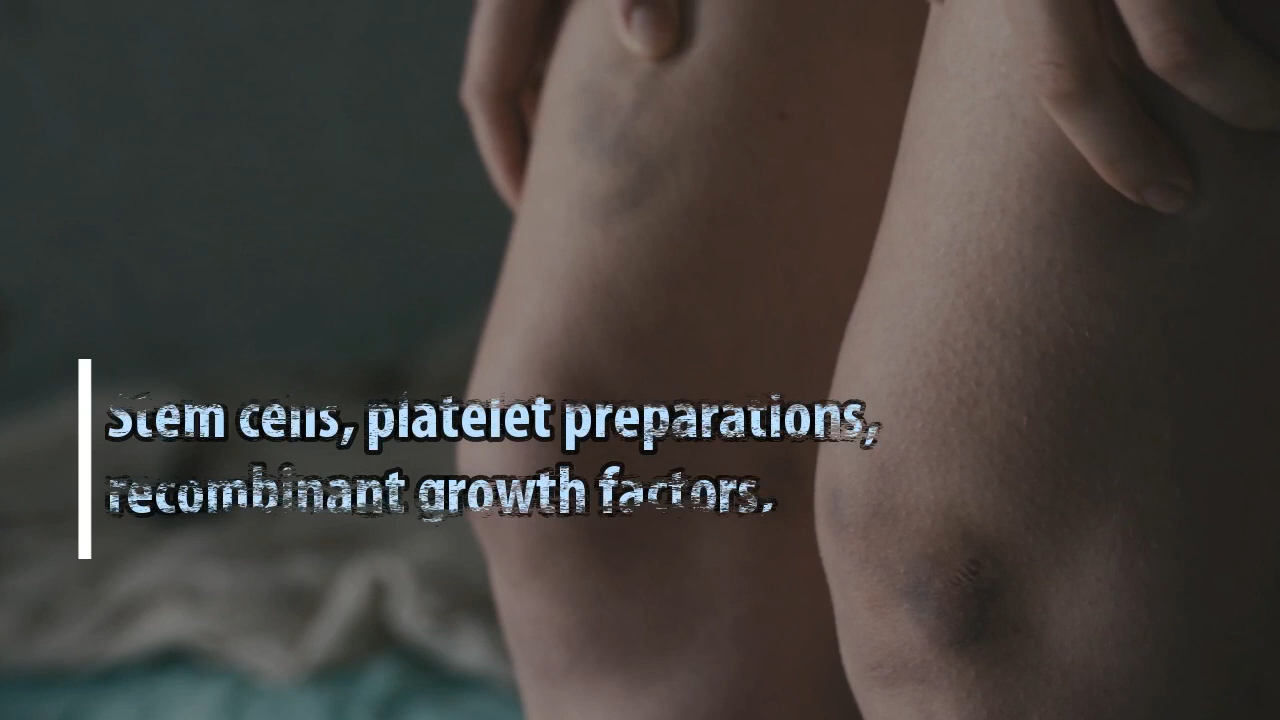 Stem cells, platelet preparations,
recombinant growth factors.